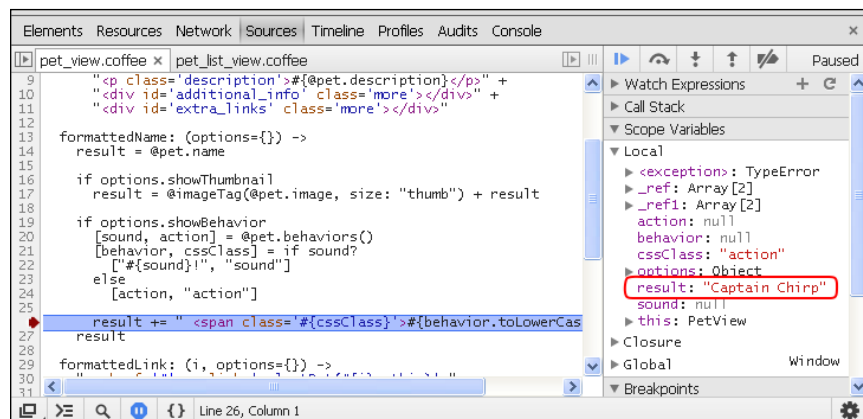 Elements Resources Network Sources Timeline Profiles Audits Console ×
pet_view.coffee × pet_list_view.coffee Paused
9 "<p class='description'>#{@pet.description}</p>" +
10 "<div id='additional_info' class='more'></div>" +
11 "<div id='extra_links' class='more'></div>"
12
13 formattedName: (options={}) ->
14 result = @pet.name
15
16 if options.showThumbnail
17 result = @imageTag(@pet.image, size: "thumb") + result
18
19 if options.showBehavior
20 [sound, action] = @pet.behaviors()
21 [behavior, cssClass] = if sound?
22 ["#{sound}!", "sound"]
23 else
24 [action, "action"]
25
result += " <span class='#{cssClass}'>#{behavior.toLowerCas
27 result
28
29 formattedLink: (i, options={}) ->
30
31
Watch Expressions + C
Call Stack
Scope Variables
Local
<exception>: TypeError
_ref: Array[2]
_ref1: Array[2]
action: null
behavior: null
cssClass: "action"
options: Object
result: "Captain Chirp"
sound: null
this: PetView
Closure
Global Window
Breakpoints
{} Line 26, Column 1